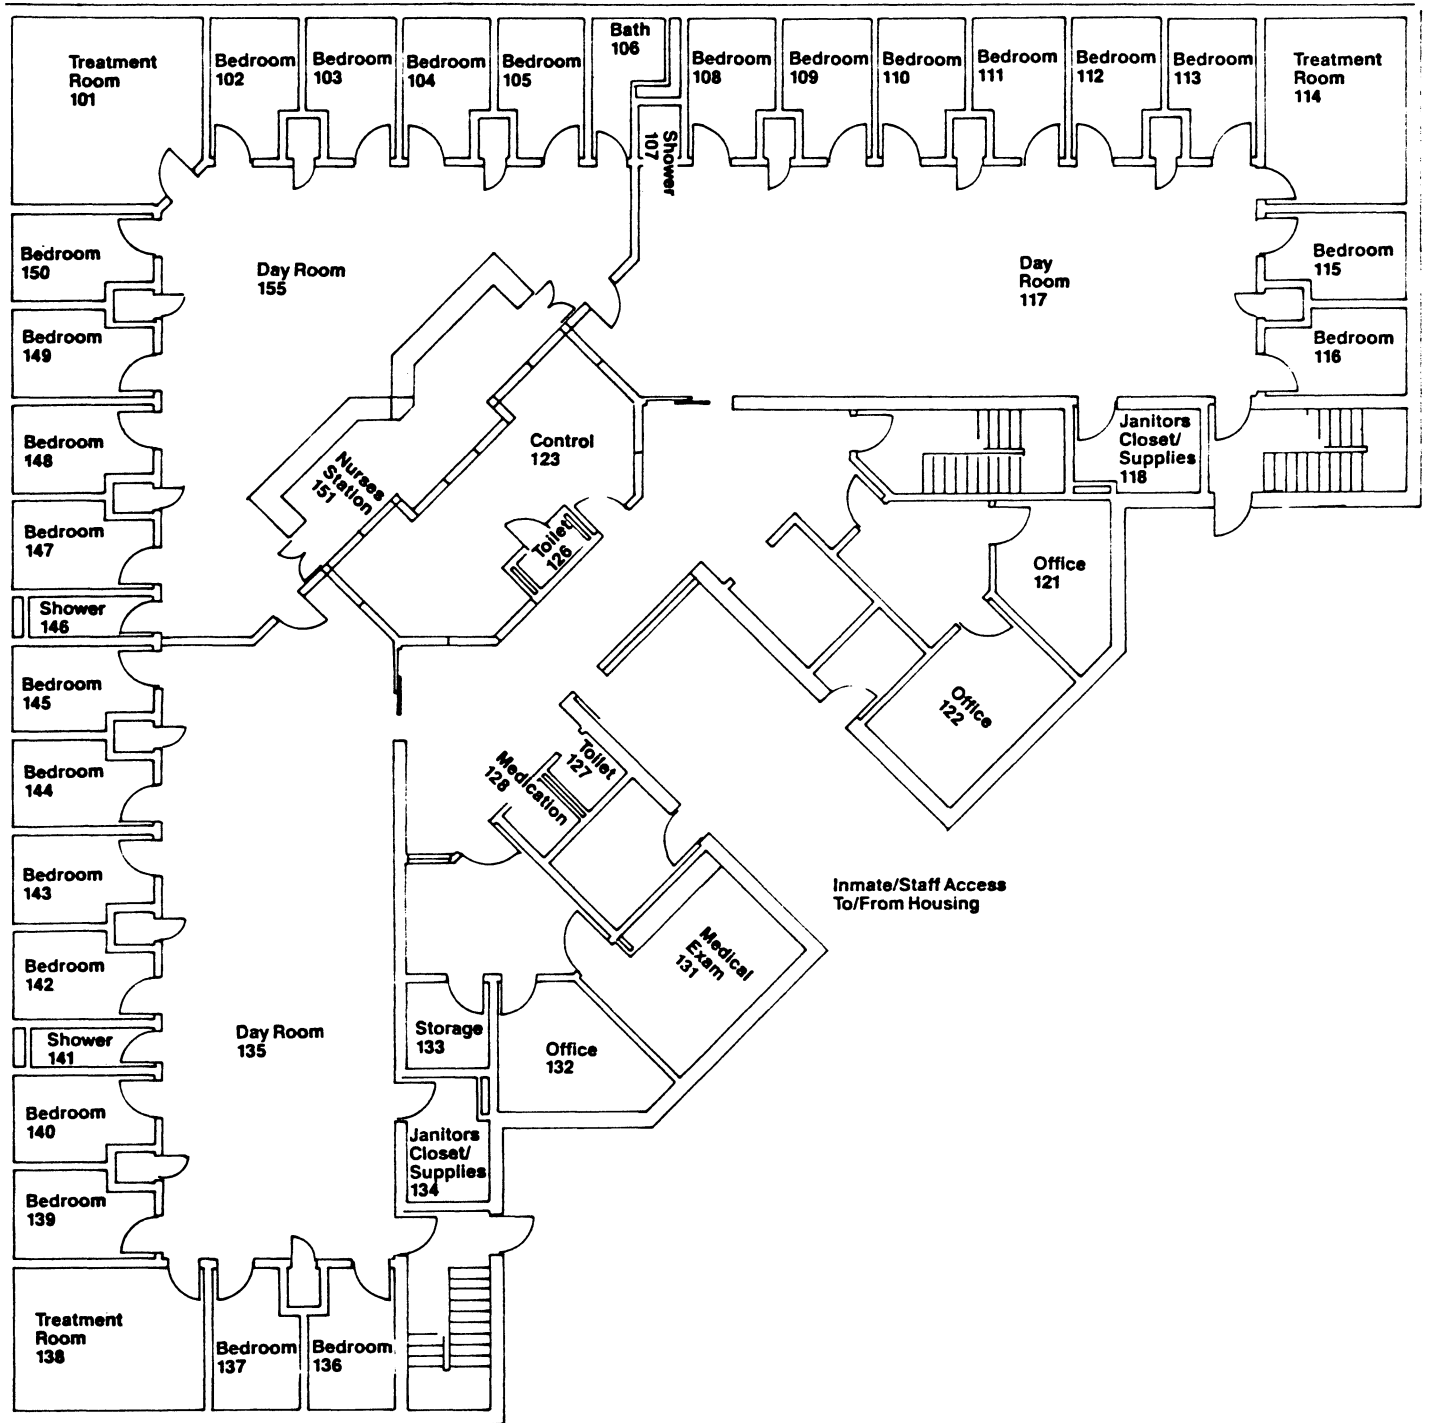 Treatment
Room
101
Bedroom
102
Bedroom
103
Bedroom
104
Bedroom
105
Bath
106
Shower
107
Bedroom
108
Bedroom
109
Bedroom
110
Bedroom
111
Bedroom
112
Bedroom
113
Treatment
Room
114
Bedroom
150
Day Room
155
Day
Room
117
Bedroom
115
Bedroom
149
Bedroom
116
Bedroom
148
Nurses
Station
151
Control
123
Janitors
Closet/
Supplies
118
Bedroom
147
Toilet
126
Office
121
Shower
146
Bedroom
145
Office
122
Bedroom
144
Toilet
127
Medication
128
Bedroom
143
Inmate/Staff Access
To/From Housing
Bedroom
142
Medical
Exam
131
Shower
141
Day Room
135
Storage
133
Office
132
Bedroom
140
Janitors
Closet/
Supplies
134
Bedroom
139
Treatment
Room
138
Bedroom
137
Bedroom
136